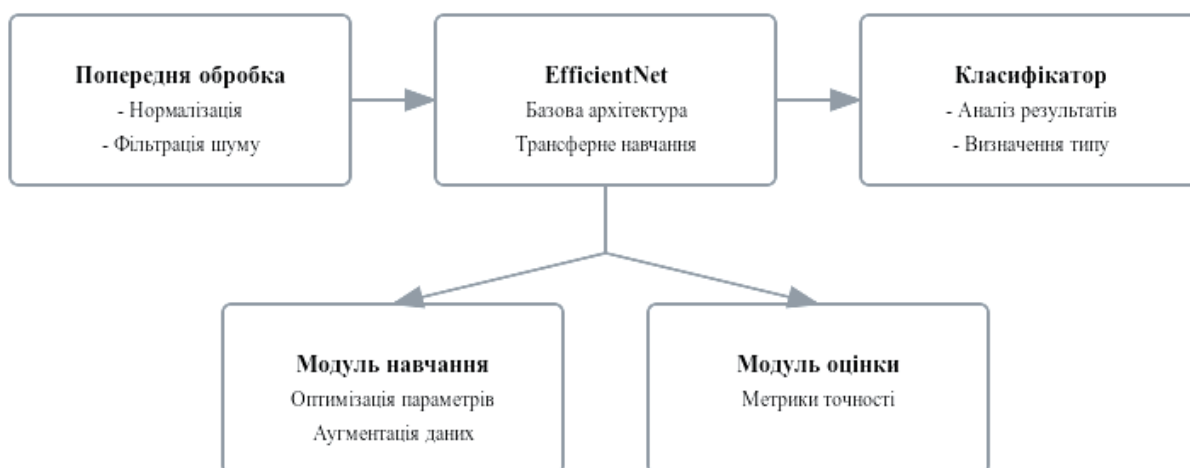 Попередня обробка
- Нормалізація
- Фільтрація шуму
EfficientNet
Базова архітектура
Трансферне навчання
Класифікатор
- Аналіз результатів
- Визначення типу
Модуль навчання
Оптимізація параметрів
Аугментація даних
Модуль оцінки
Метрики точності